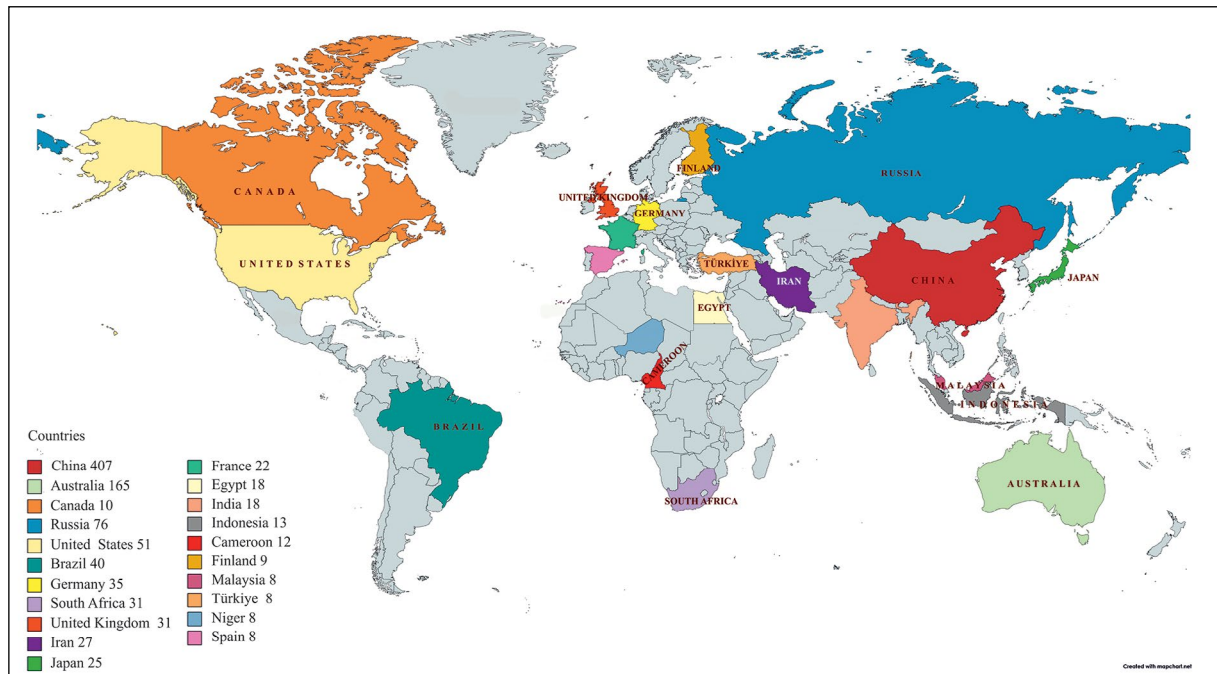 FINLAND
RUSSIA
CANADA
UNITED KINGDOM
GERMANY
UNITED STATES
TÜRKİYE
IRAN
CHINA
JAPAN
EGYPT
CAMEROON
MALAYSIA
INDONESIA
BRAZIL
AUSTRALIA
SOUTH AFRICA
Countries
China 407
Australia 165
Canada 10
Russia 76
United States 51
Brazil 40
Germany 35
South Africa 31
United Kingdom 31
Iran 27
Japan 25
France 22
Egypt 18
India 18
Indonesia 13
Cameroon 12
Finland 9
Malaysia 8
Türkiye 8
Niger 8
Spain 8
Created with mapchart.net